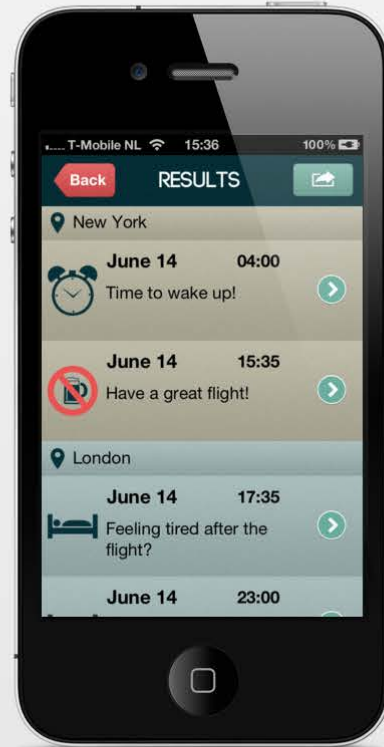 T-Mobile NL 15:36 100%
Back RESULTS
New York
June 14 04:00
Time to wake up!
June 14 15:35
Have a great flight!
London
June 14 17:35
Feeling tired after the
flight?
June 14 23:00